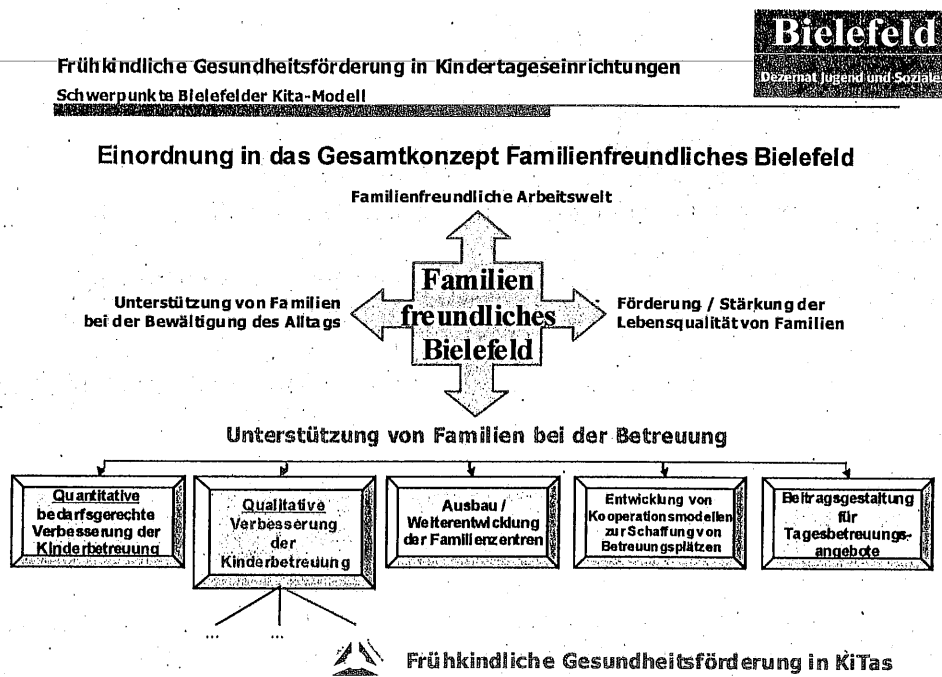 Bielefeld
Dezernat Jugend und Soziales
Frühkindliche Gesundheitsförderung in Kindertageseinrichtungen
Schwerpunkte Bielefelder Kita-Modell
Einordnung in das Gesamtkonzept Familienfreundliches Bielefeld
Familienfreundliche Arbeitswelt
Unterstützung von Familien
bei der Bewältigung des Alltags
Familien
freundliches
Bielefeld
Förderung / Stärkung der
Lebensqualität von Familien
Unterstützung von Familien bei der Betreuung
Quantitative
bedarfsgerechte
Verbesserung der
Kinderbetreuung
Qualitative
Verbesserung
der
Kinderbetreuung
Ausbau /
Weiterentwicklung
der Familienzentren
Entwicklung von
Kooperationsmodellen
zur Schaffung von
Betreuungsplätzen
Beitragsgestaltung
für
Tagesbetreuungs-
angebote
...
...
Frühkindliche Gesundheitsförderung in KiTas